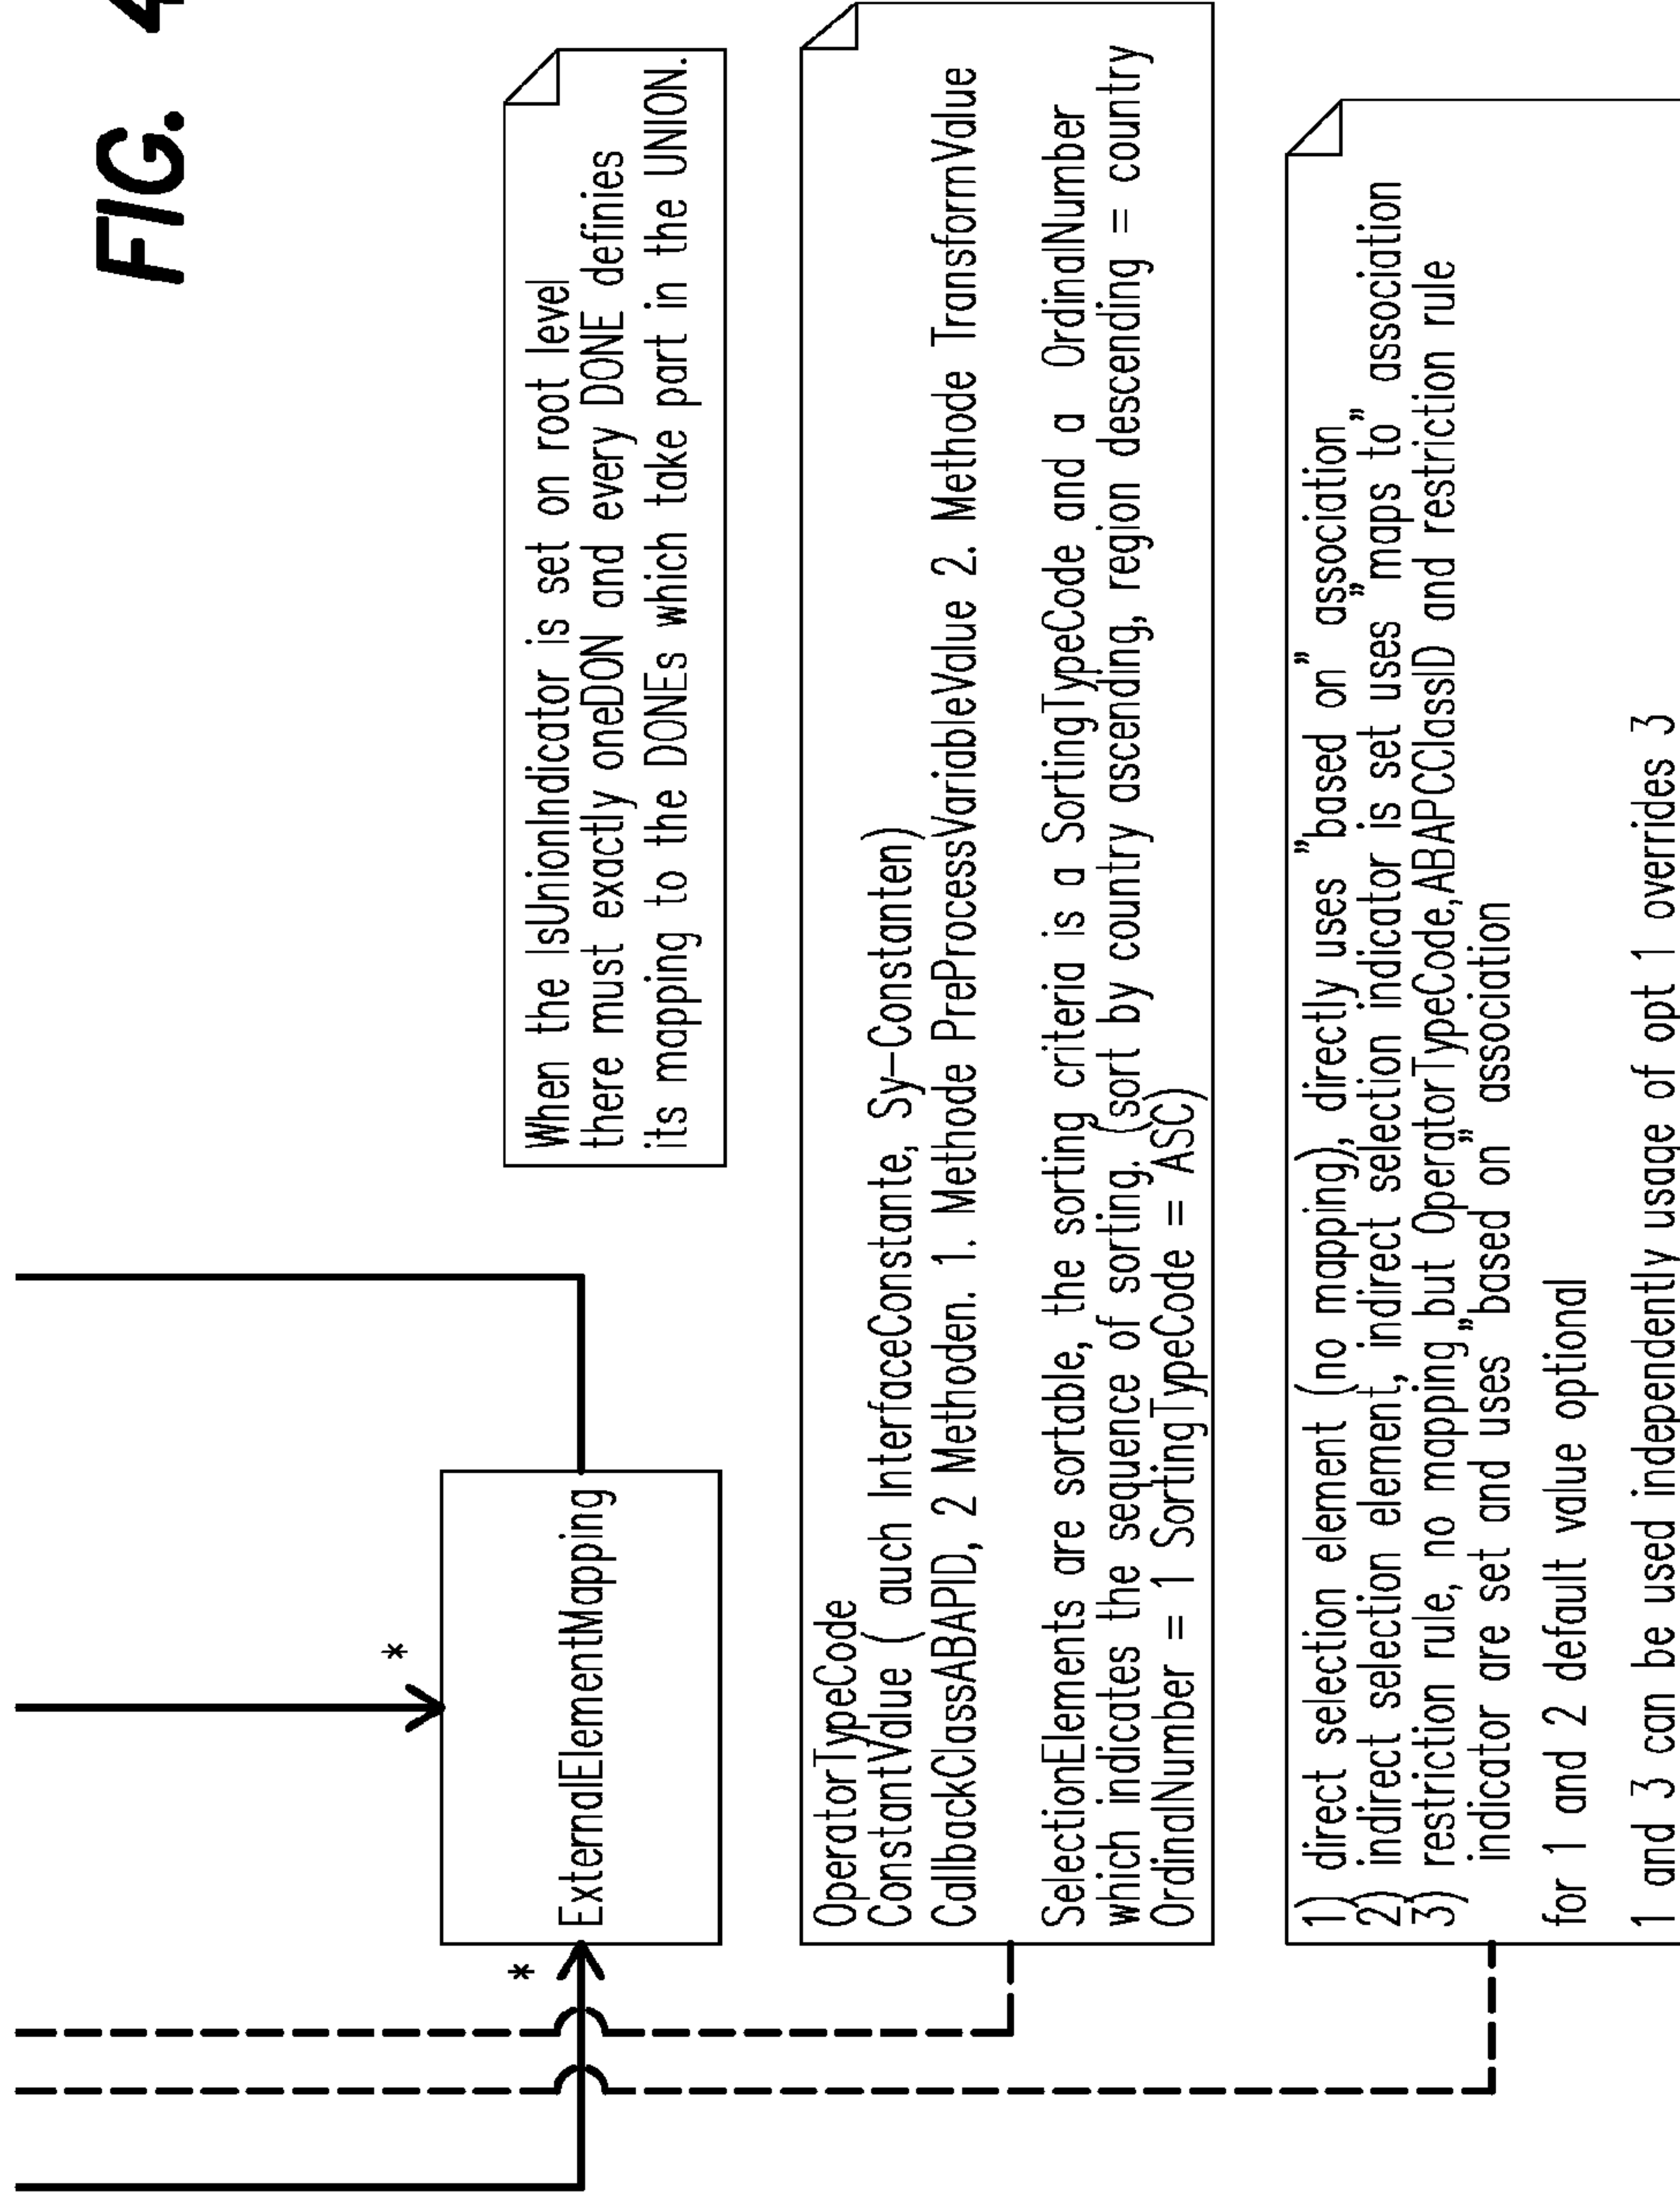 FIG. 4
When the IsUnionIndicator is set on root level
there must exactly oneDON and every DONE definies
its mapping to the DONEs which take part in the UNION.
*
*
ExternalElementMapping
OperatorTypeCode
ConstantValue ( auch InterfaceConstante, Sy-Constanten)
CallbackClassABAPID, 2 Methoden. 1. Methode PreProcessVariableValue 2. Methode TransformValue
SelectionElements are sortable, the sorting criteria is a SortingTypeCode and a OrdinalNumber
which indicates the sequence of sorting. (sort by country ascending, region descending = country
OrdinalNumber = 1 SortingTypeCode = ASC)
1) direct selection element (no mapping), directly uses "based on" association
2) indirect selection element, indirect selection indicator is set uses "maps to" association
3) restriction rule, no mapping but OperatorTypeCode,ABAPCClassID and restriction rule
indicator are set and uses "based on" association
for 1 and 2 default value optional
1 and 3 can be used independently usage of opt 1 overrides 3